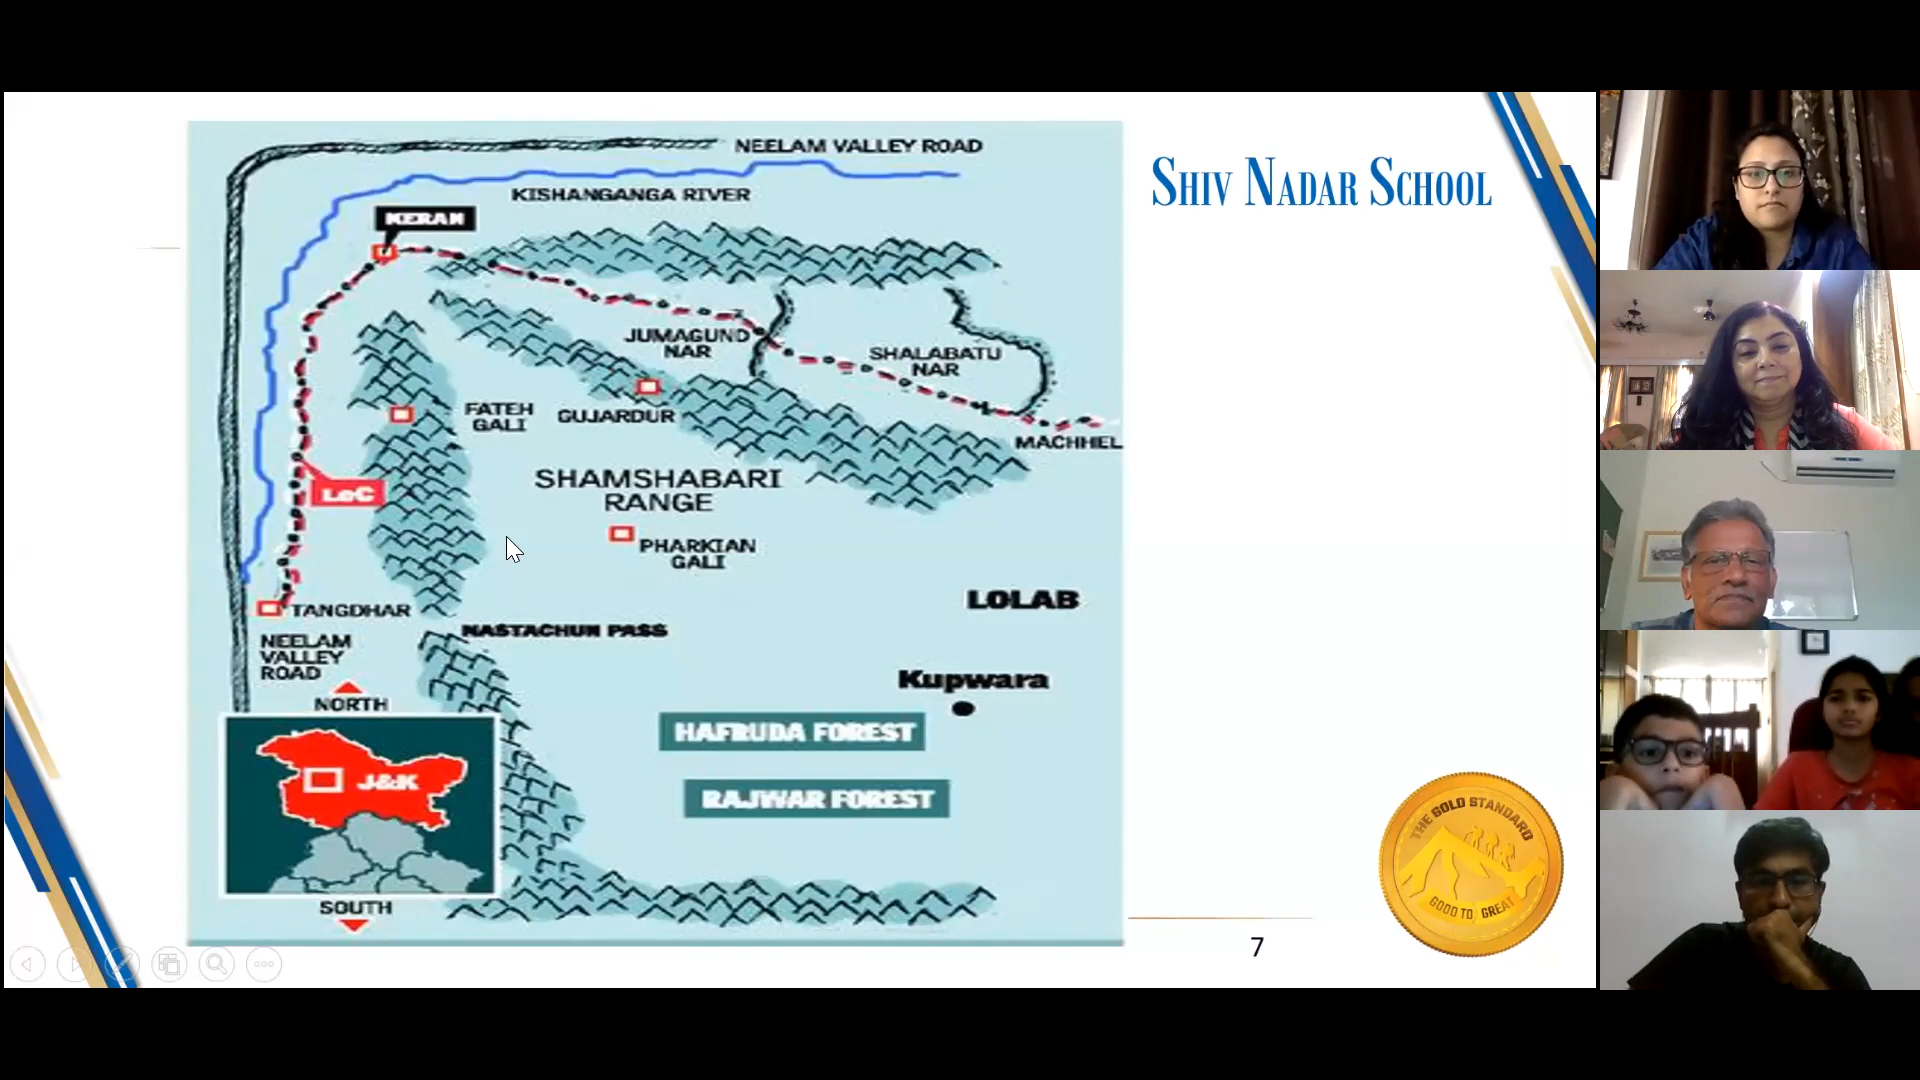 NEELAM VALLEY ROAD
KISHANGANGA RIVER
KERAN
JUMAGUND
NAR
SHALABATU
NAR
FATEH
GALI
GUJARDUR
MACHHEL
LoC
SHAMSHABARI
RANGE
PHARKIAN
GALI
TANGDHAR
LOLAB
NASTACHUN PASS
NEELAM
VALLEY
ROAD
NORTH
Kupwara
HAFRUDA FOREST
J&K
RAJWAR FOREST
SOUTH
SHIV NADAR SCHOOL
THE GOLD STANDARD
GOOD TO GREAT
7